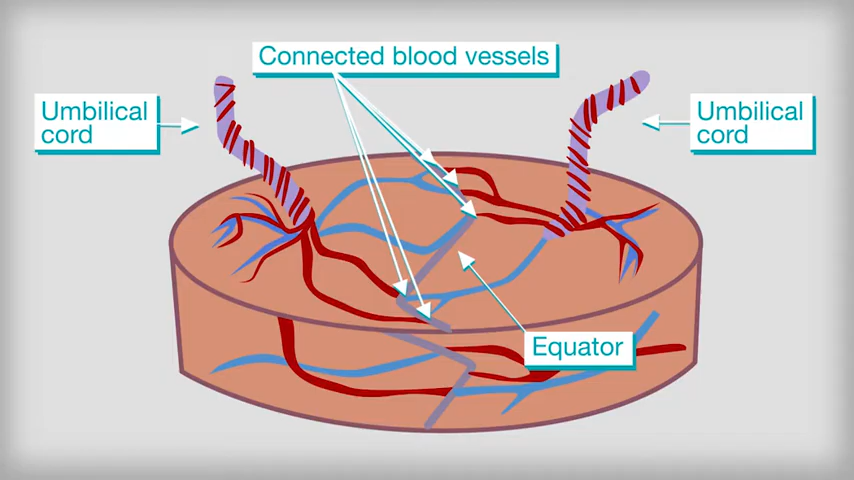 Connected blood vessels
Umbilical
cord
Umbilical
cord
Equator